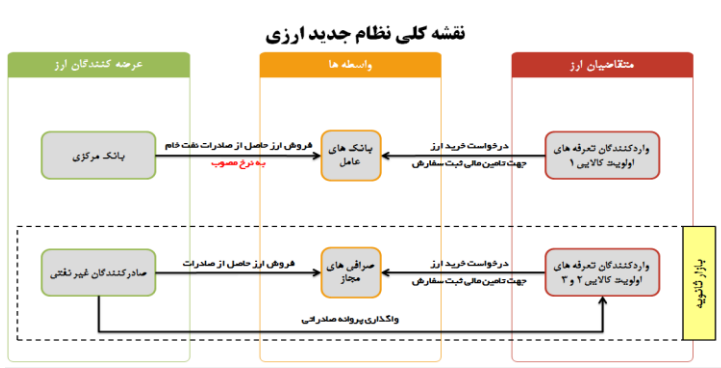 نقشه کلی نظام جدید ارزی
متقاضیان ارز
واسطه ها
عرضه کنندگان ارز
واردکنندگان تعرفه های
اولویت کالایی ۱
درخواست خرید ارز
جهت تامین مالی ثبت سفارش
بانک های
عامل
فروش ارز حاصل از صادرات نفت خام
به نرخ مصوب
بانک مرکزی
بازار ثانویه
واردکنندگان تعرفه های
اولویت کالایی ۲ و ۳
درخواست خرید ارز
جهت تامین مالی ثبت سفارش
صرافی های
مجاز
فروش ارز حاصل از صادرات
صادرکنندگان غیر نفتی
واگذاری پروانه صادراتی